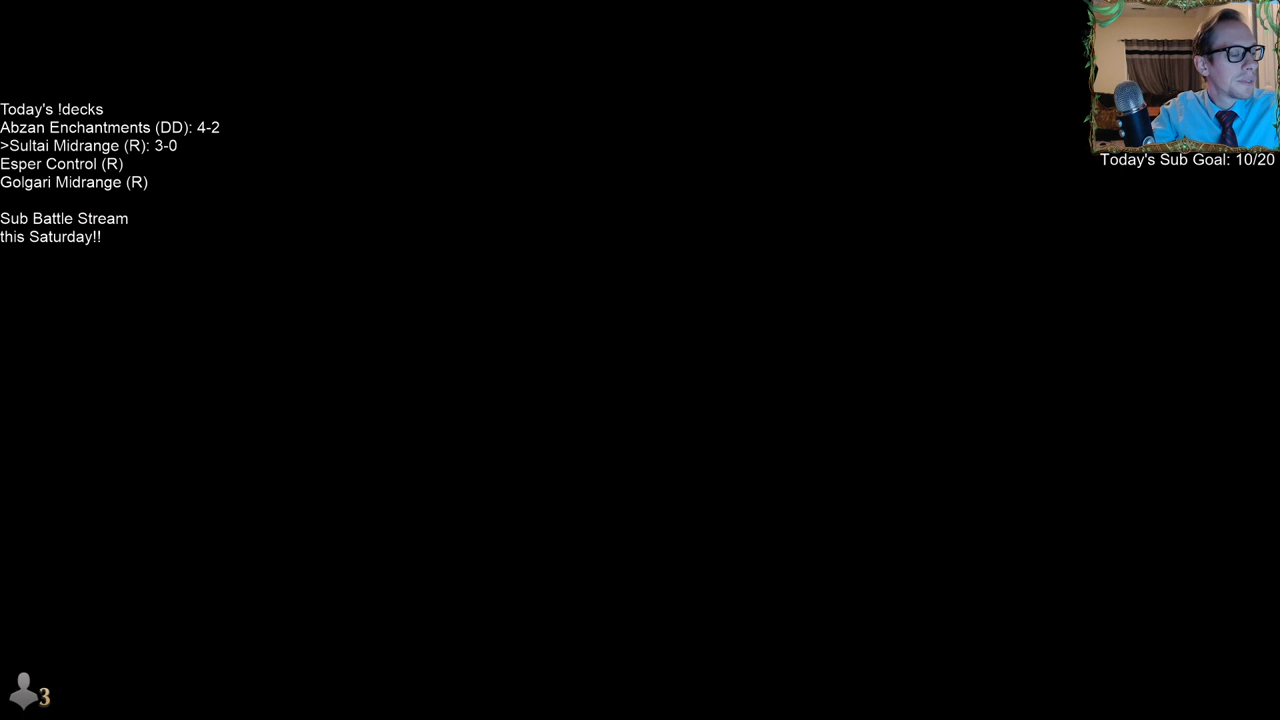 Today's !decks
Abzan Enchantments (DD): 4-2
>Sultai Midrange (R): 3-0
Esper Control (R)
Golgari Midrange (R)
Sub Battle Stream
this Saturday!!
Today's Sub Goal: 10/20
3